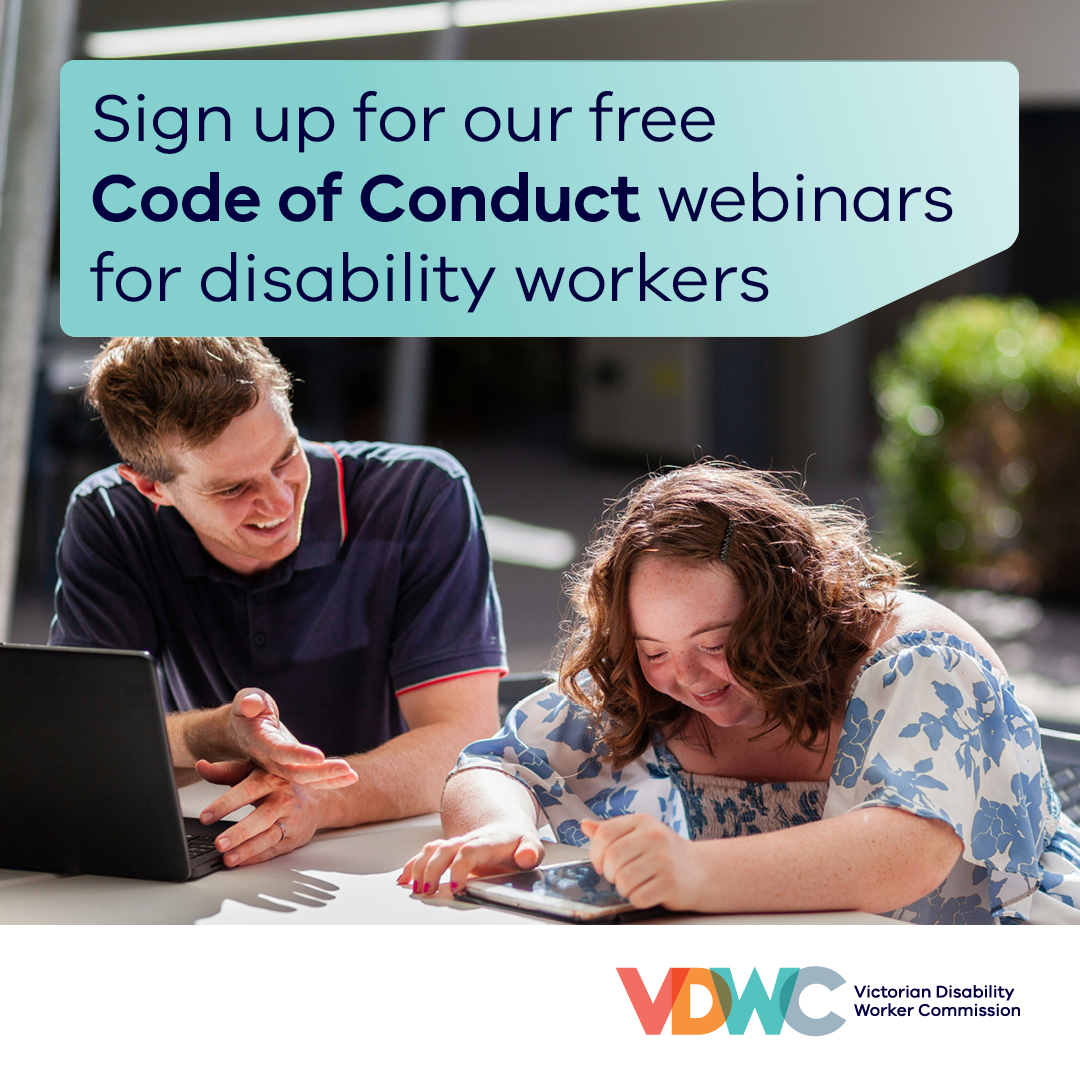 Sign up for our free
Code of Conduct webinars
for disability workers
VDWC
Victorian Disability
Worker Commission